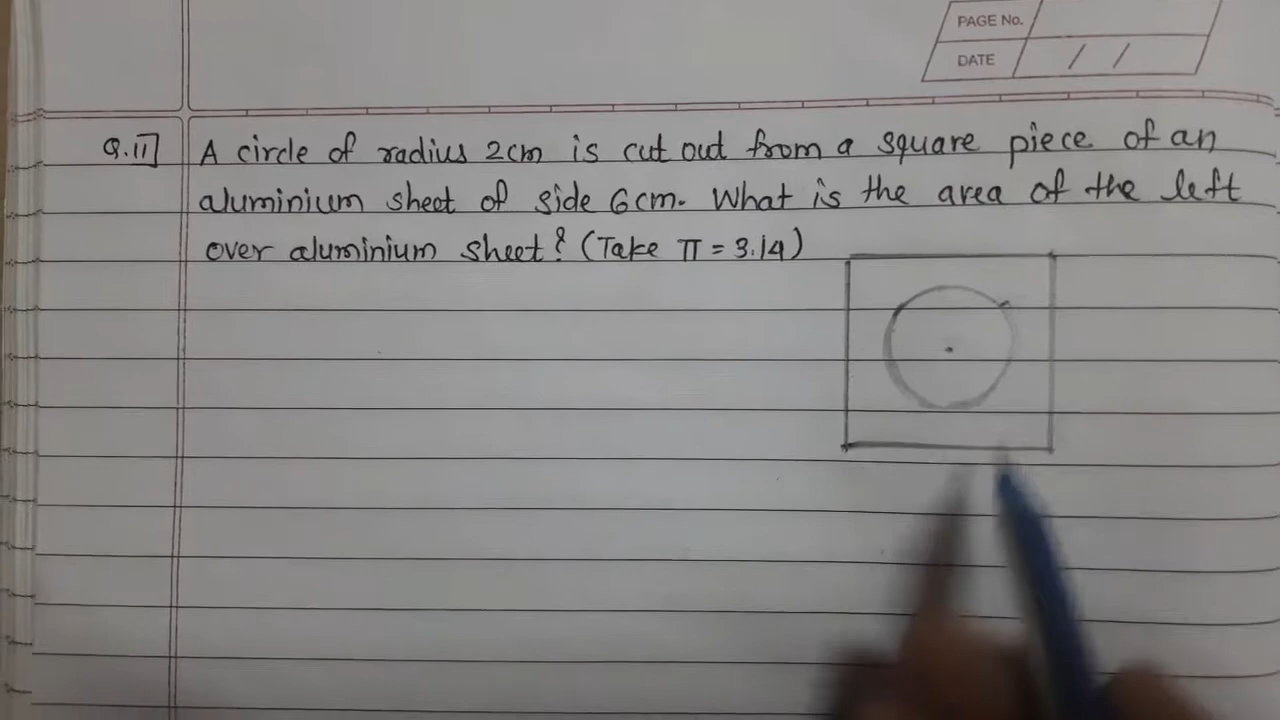 PAGE No.
DATE / /
Q.11] A circle of radius 2cm is cut out from a square piece of an
aluminium sheet of side 6cm. What is the area of the left
over aluminium sheet? (Take π = 3.14)